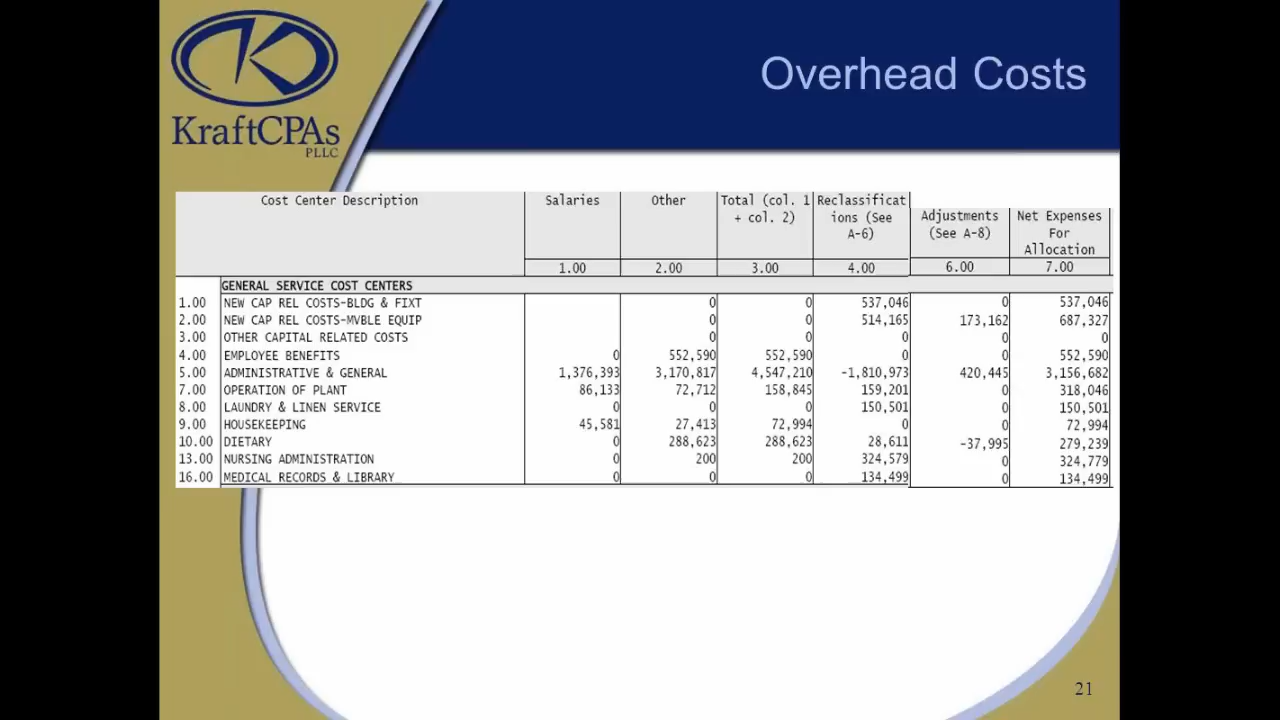 KraftCPAs
PLLC
Overhead Costs
Cost Center Description Salaries Other Total (col. 1 + col. 2) Reclassificat ions (See A-6) Adjustments (See A-8) Net Expenses For Allocation
1.00 2.00 3.00 4.00 6.00 7.00
GENERAL SERVICE COST CENTERS
1.00 NEW CAP REL COSTS-BLDG & FIXT 0 0 537,046 0 537,046
2.00 NEW CAP REL COSTS-MVBLE EQUIP 0 0 514,165 173,162 687,327
3.00 OTHER CAPITAL RELATED COSTS 0 0 0 0 0
4.00 EMPLOYEE BENEFITS 0 552,590 552,590 0 0 552,590
5.00 ADMINISTRATIVE & GENERAL 1,376,393 3,170,817 4,547,210 -1,810,973 420,445 3,156,682
7.00 OPERATION OF PLANT 86,133 72,712 158,845 159,201 0 318,046
8.00 LAUNDRY & LINEN SERVICE 0 0 0 150,501 0 150,501
9.00 HOUSEKEEPING 45,581 27,413 72,994 0 0 72,994
10.00 DIETARY 0 288,623 288,623 28,611 -37,995 279,239
13.00 NURSING ADMINISTRATION 0 200 200 324,579 0 324,779
16.00 MEDICAL RECORDS & LIBRARY 0 0 0 134,499 0 134,499
21